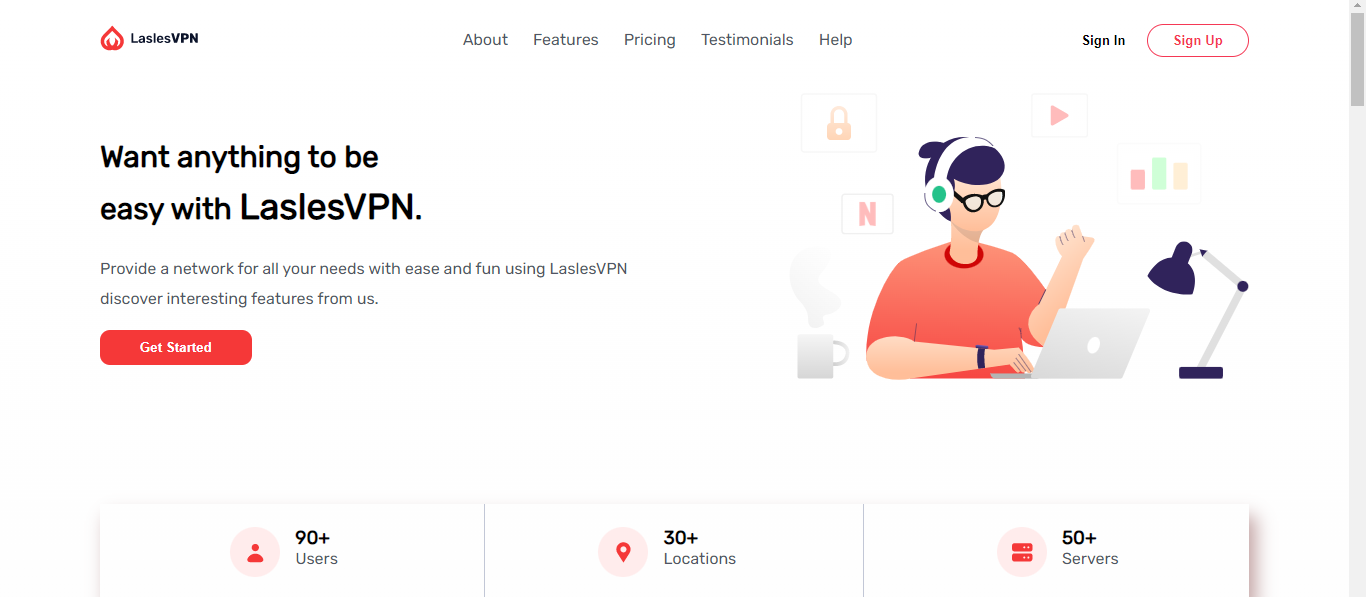 LaslesVPN
About
Features
Pricing
Testimonials
Help
Sign In
Sign Up
Want anything to be
easy with LaslesVPN.
Provide a network for all your needs with ease and fun using LaslesVPN
discover interesting features from us.
Get Started
N
90+
Users
30+
Locations
50+
Servers